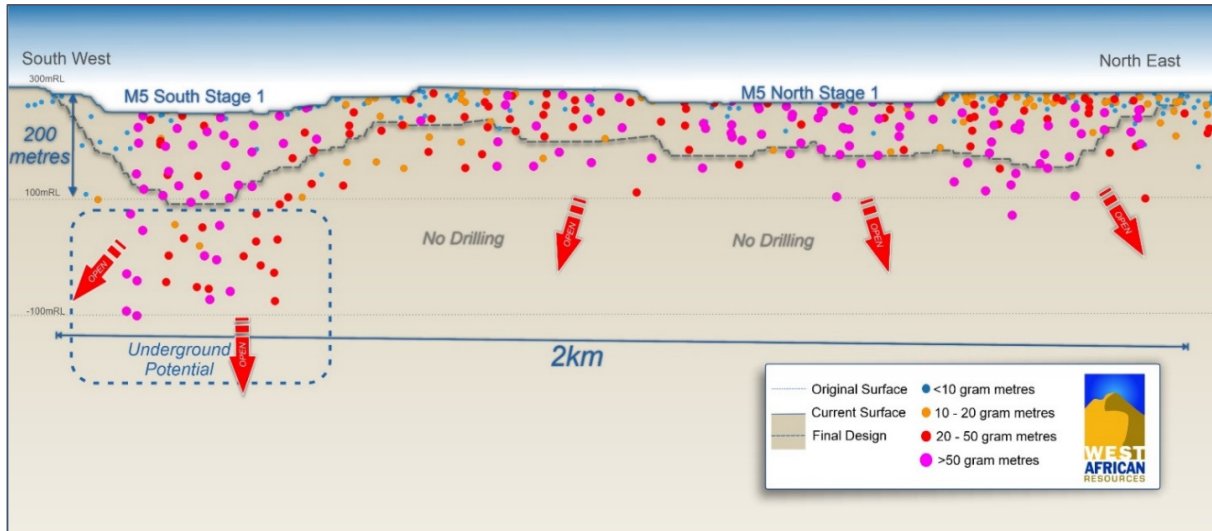 South West
North East
300mRL
M5 South Stage 1
M5 North Stage 1
200
metres
100mRL
No Drilling
No Drilling
OPEN
OPEN
OPEN
OPEN
OPEN
-100mRL
Underground
Potential
2km
Original Surface
Current Surface
Final Design
<10 gram metres
10 - 20 gram metres
20 - 50 gram metres
>50 gram metres
WEST
AFRICAN
RESOURCES